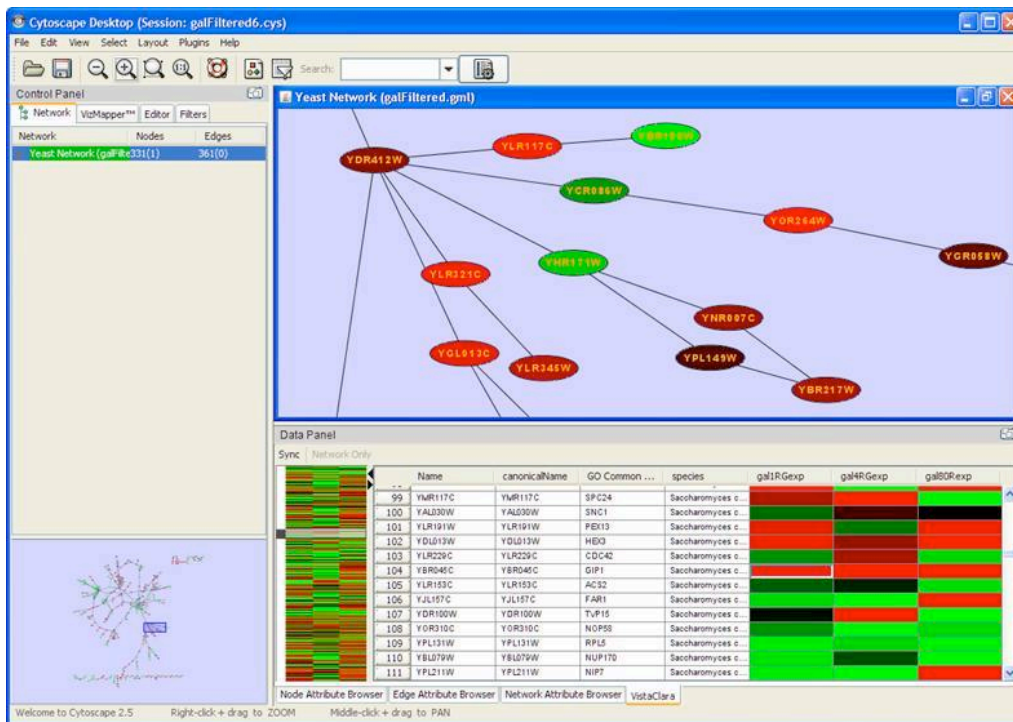 Cytoscape Desktop (Session: galFiltered6.cys)
File Edit View Select Layout Plugins Help
Search:
Control Panel
Network VizMapper™ Editor Filters
Network Nodes Edges
Yeast Network (galFilte331(1) 361(0)
Yeast Network (galFiltered.gml)
YLR117C
YDR412W
YCR086W
YOR264W
YGR058W
YHR171W
YLR321C
YNR007C
YGL013C
YPL149W
YLR345W
YBR217W
Data Panel
Sync Network Only
Name canonicalName GO Common ... species gal1RGexp gal4RGexp gal80Rexp
99 YMR117C YMR117C SPC24 Saccharomyces c...
100 YAL030W YAL030W SNC1 Saccharomyces c...
101 YLR191W YLR191W PEX13 Saccharomyces c...
102 YDL013W YDL013W HEX3 Saccharomyces c...
103 YLR229C YLR229C CDC42 Saccharomyces c...
104 YBR045C YBR045C GIP1 Saccharomyces c...
105 YLR153C YLR153C ACS2 Saccharomyces c...
106 YJL157C YJL157C FAR1 Saccharomyces c...
107 YDR100W YDR100W TVP15 Saccharomyces c...
108 YOR310C YOR310C NOP58 Saccharomyces c...
109 YPL131W YPL131W RPL5 Saccharomyces c...
110 YBL079W YBL079W NUP170 Saccharomyces c...
111 YPL211W YPL211W NIP7 Saccharomyces c...
Node Attribute Browser Edge Attribute Browser Network Attribute Browser VistaClara
Welcome to Cytoscape 2.5 Right-click + drag to ZOOM Middle-click + drag to PAN